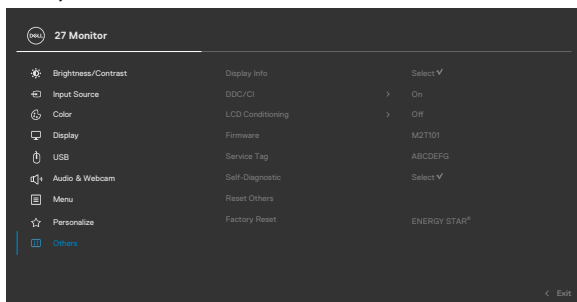 DELL 27 Monitor
Brightness/Contrast Display Info Select ✓
Input Source DDC/CI > On
Color LCD Conditioning > Off
Display Firmware M2T101
USB Service Tag ABCDEFG
Audio & Webcam Self-Diagnostic Select ✓
Menu Reset Others
Personalize Factory Reset ENERGY STAR®
Others
< Exit